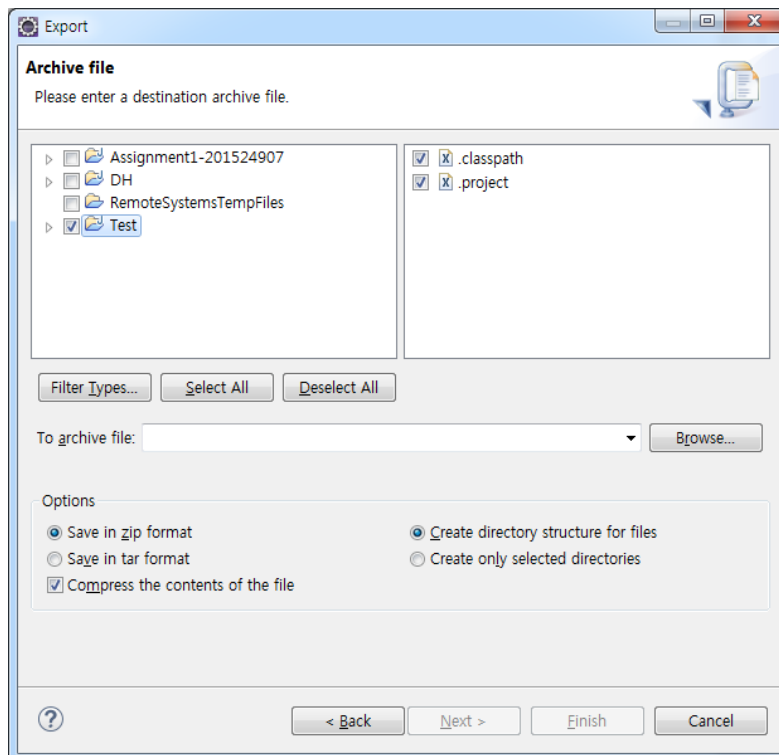 Export
Archive file
Please enter a destination archive file.
Assignment1-201524907
DH
RemoteSystemsTempFiles
Test
.classpath
.project
Filter Types...
Select All
Deselect All
To archive file:
Browse...
Options
Save in zip format
Save in tar format
Compress the contents of the file
Create directory structure for files
Create only selected directories
< Back
Next >
Finish
Cancel